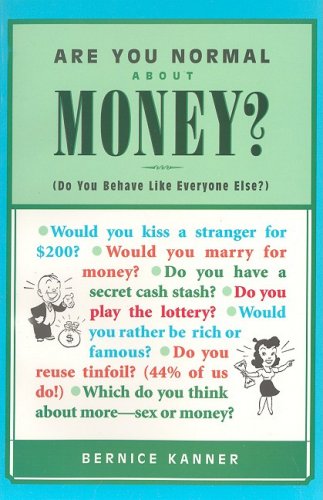 ARE YOU NORMAL
ABOUT
MONEY?
(Do You Behave Like Everyone Else?)
•Would you kiss a stranger for
$200? •Would you marry for
money? •Do you have a
secret cash stash? •Do you
play the lottery? •Would
you rather be rich or
famous? •Do you
reuse tinfoil? (44% of us
do!) •Which do you think
about more—sex or money?
$
BERNICE KANNER